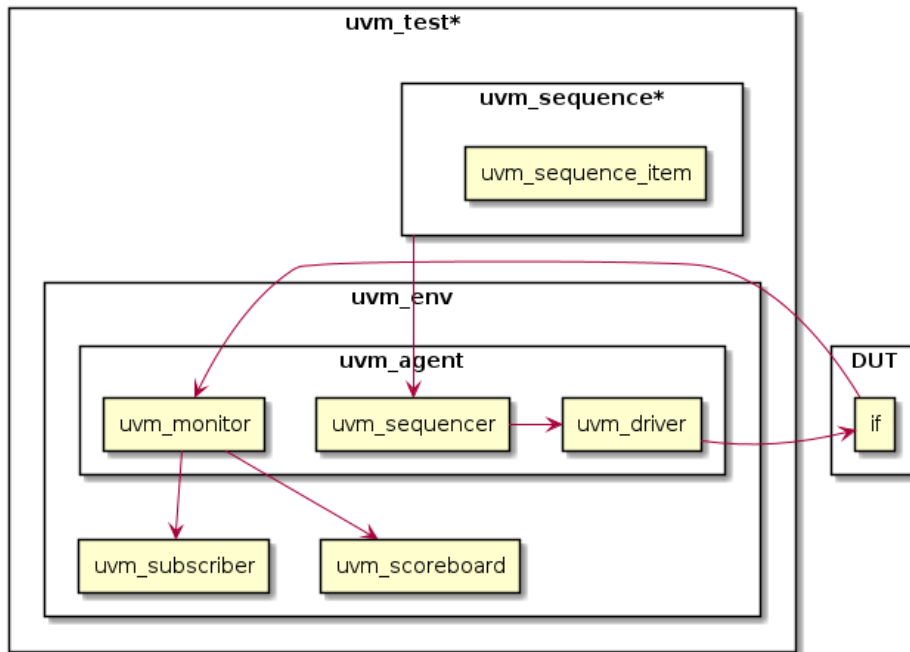 uvm_test*
uvm_sequence*
uvm_sequence_item
uvm_env
uvm_agent
DUT
uvm_monitor
uvm_sequencer
uvm_driver
if
uvm_subscriber
uvm_scoreboard